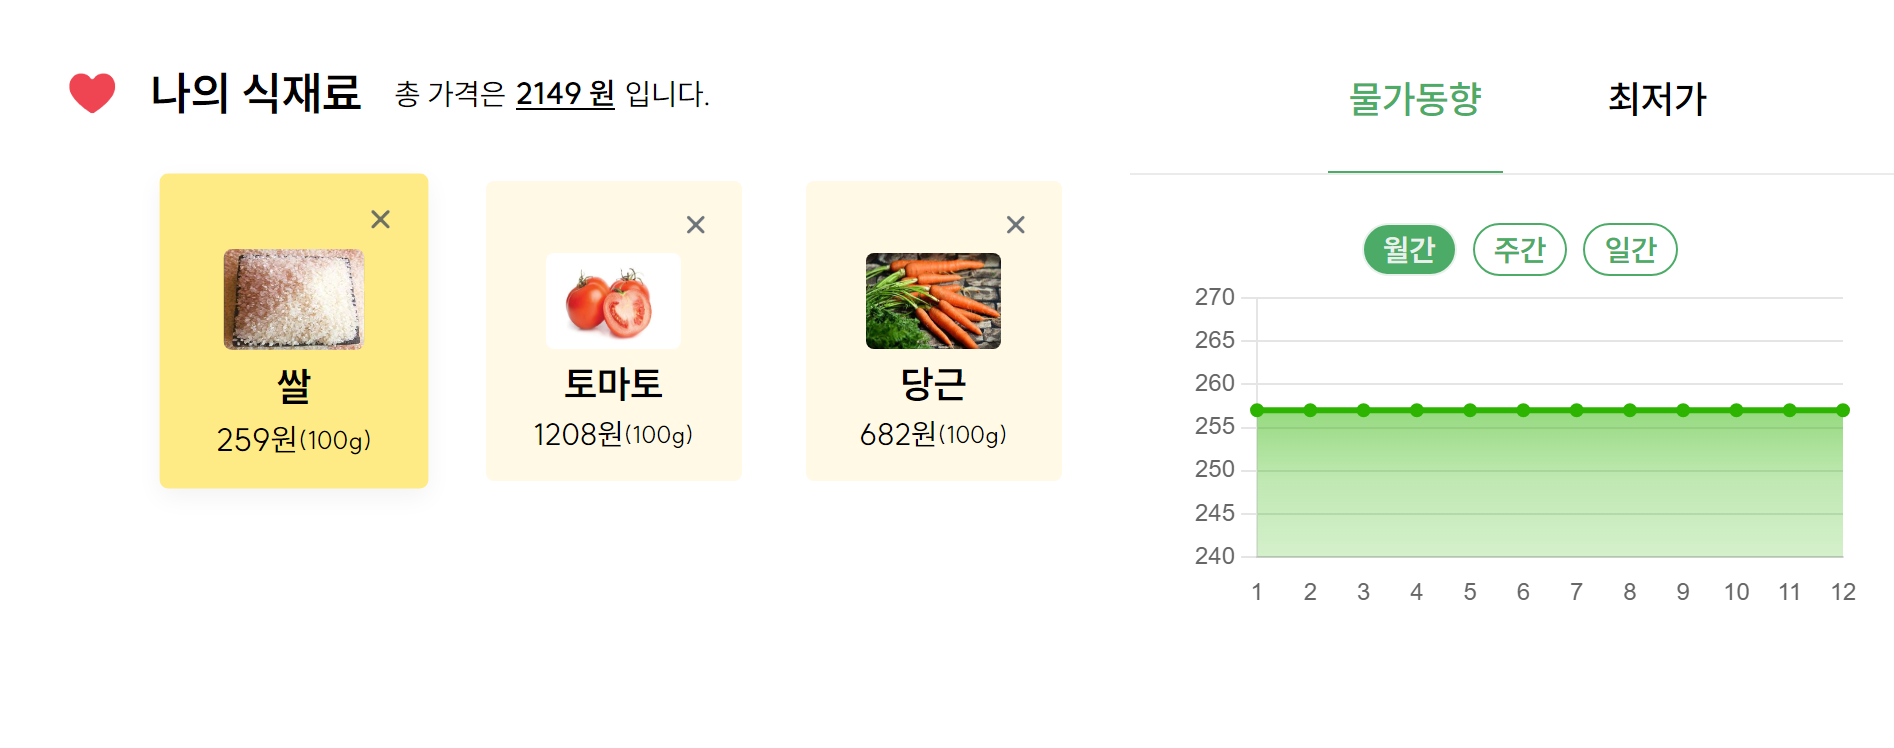 나의 식재료 총 가격은 2149 원 입니다.
쌀
259원(100g)
토마토
1208원(100g)
당근
682원(100g)
물가동향 최저가
월간 주간 일간
270
265
260
255
250
245
240
1 2 3 4 5 6 7 8 9 10 11 12